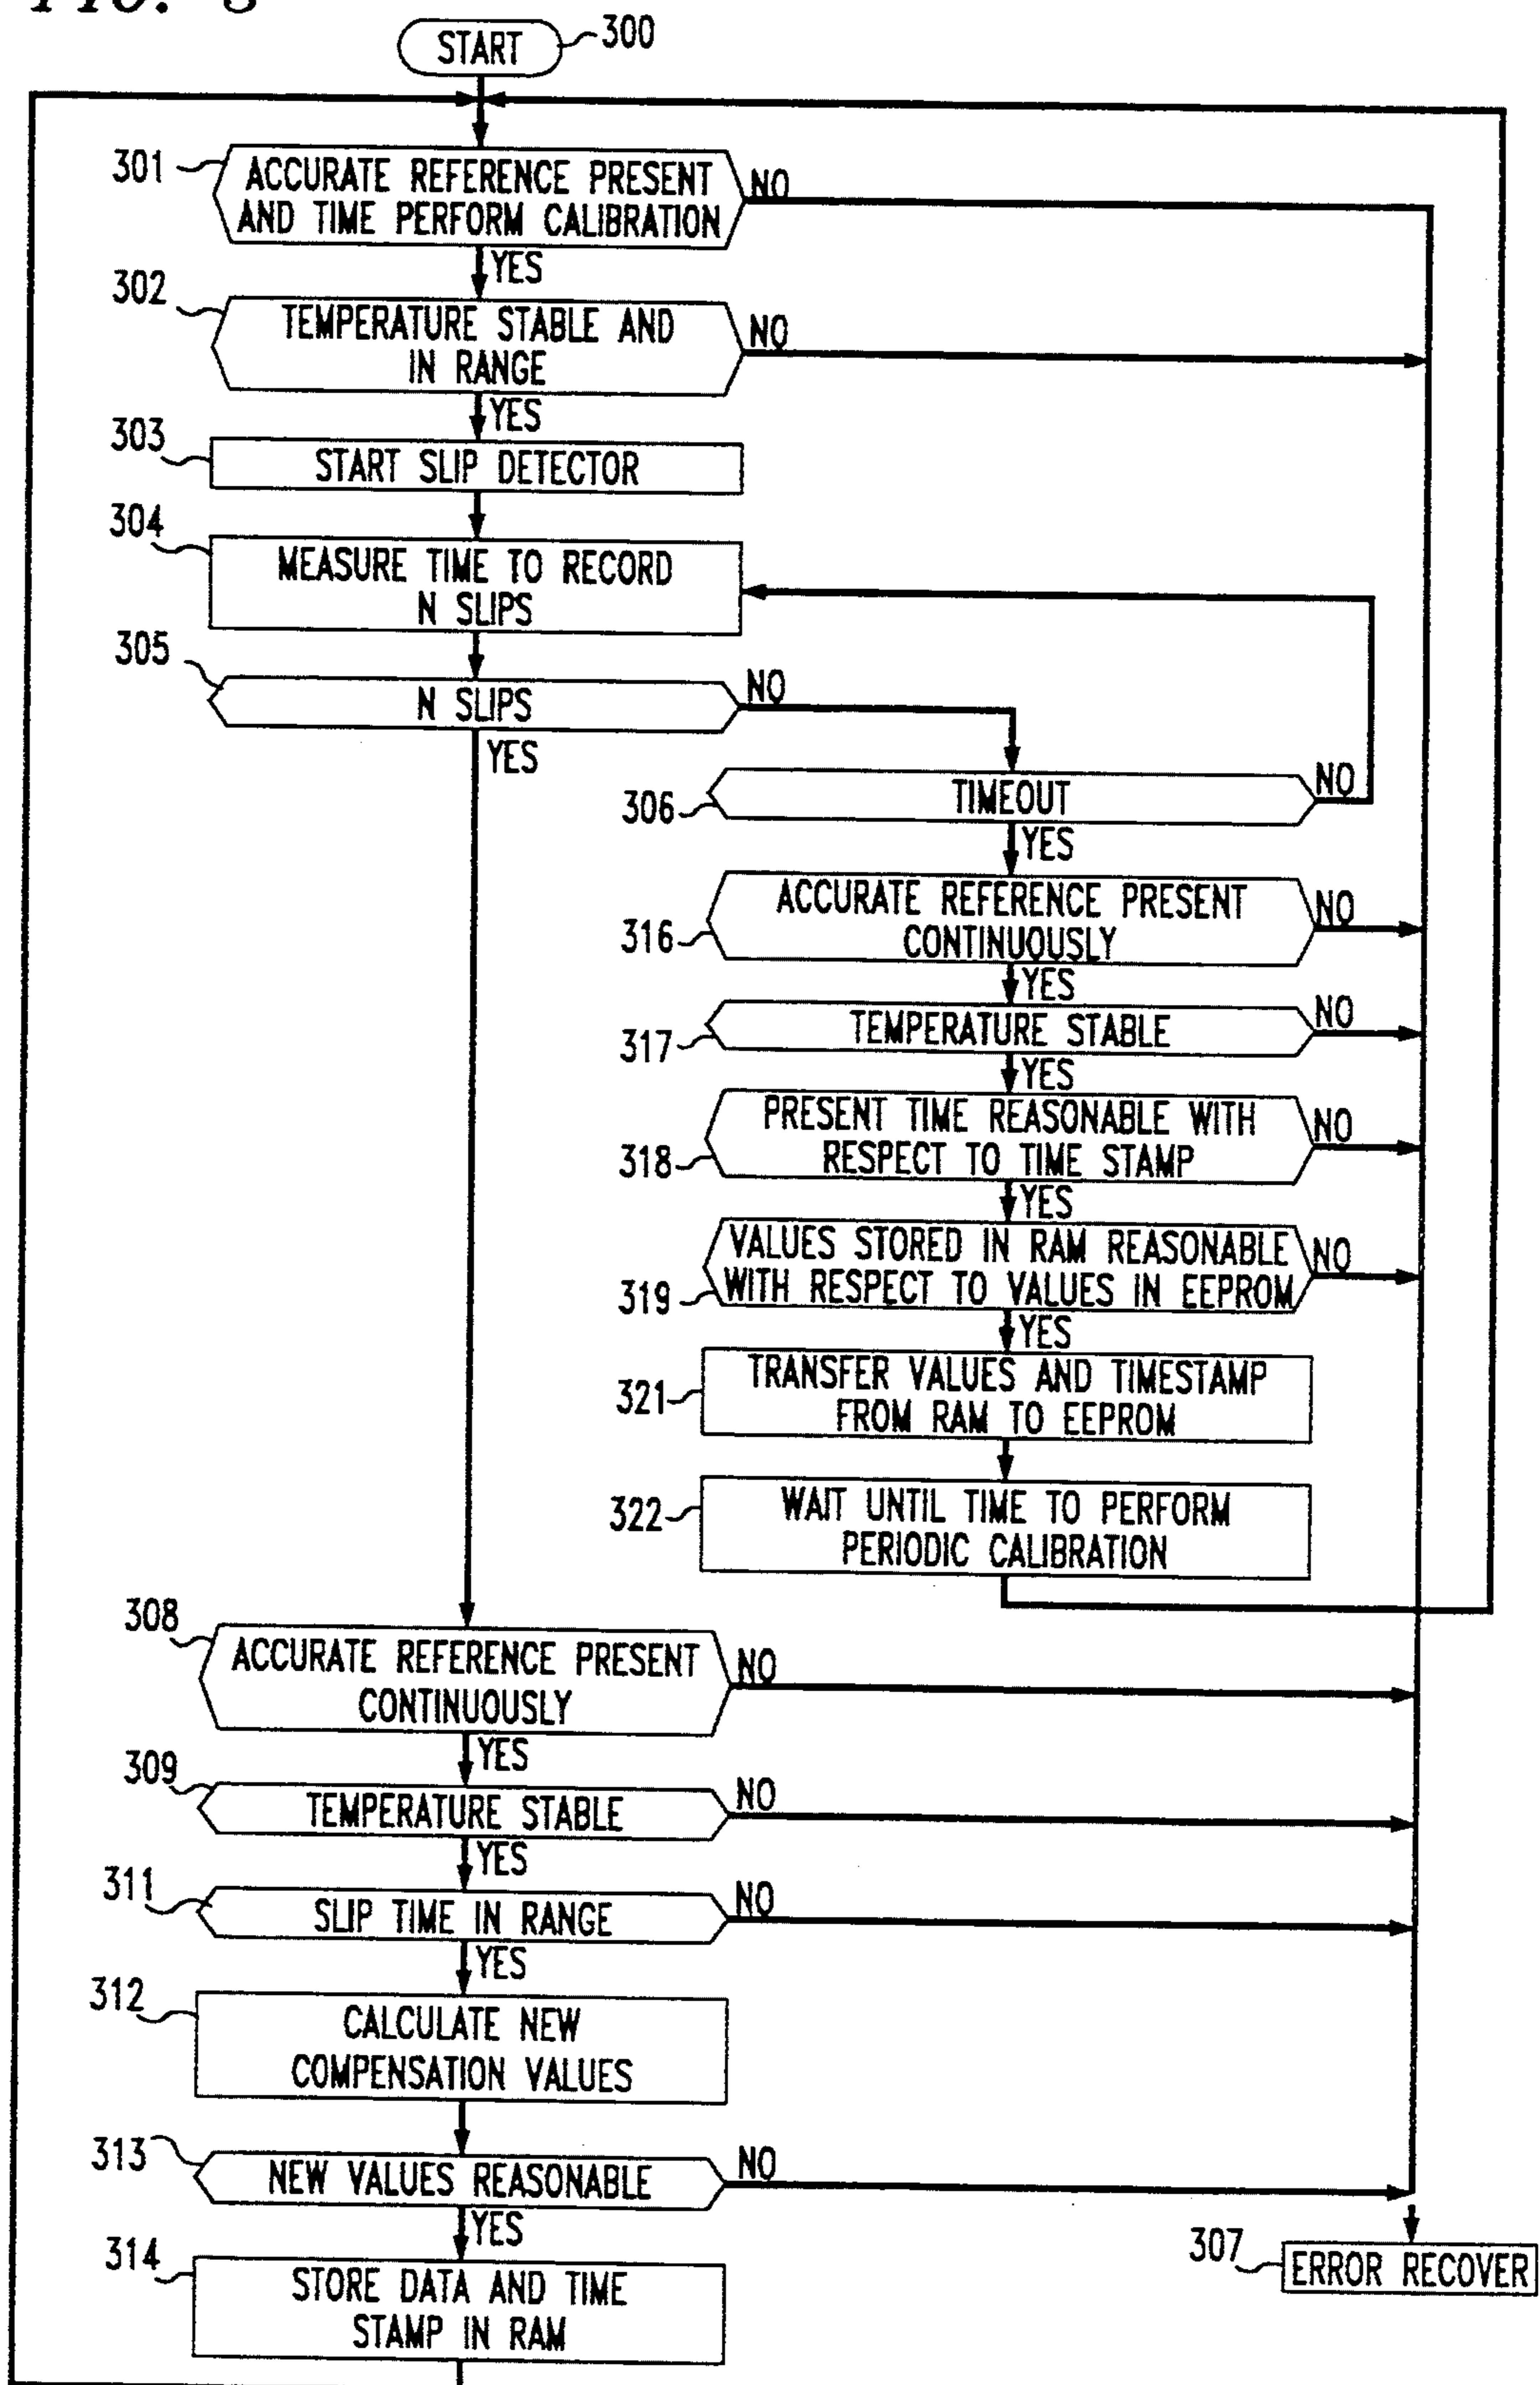 FIG. 3
START
300
301
ACCURATE REFERENCE PRESENT
AND TIME PERFORM CALIBRATION
NO
YES
302
TEMPERATURE STABLE AND
IN RANGE
NO
YES
303
START SLIP DETECTOR
304
MEASURE TIME TO RECORD
N SLIPS
305
N SLIPS
NO
YES
306
TIMEOUT
NO
YES
316
ACCURATE REFERENCE PRESENT
CONTINUOUSLY
NO
YES
317
TEMPERATURE STABLE
NO
YES
318
PRESENT TIME REASONABLE WITH
RESPECT TO TIME STAMP
NO
YES
319
VALUES STORED IN RAM REASONABLE
WITH RESPECT TO VALUES IN EEPROM
NO
YES
321
TRANSFER VALUES AND TIMESTAMP
FROM RAM TO EEPROM
322
WAIT UNTIL TIME TO PERFORM
PERIODIC CALIBRATION
308
ACCURATE REFERENCE PRESENT
CONTINUOUSLY
NO
YES
309
TEMPERATURE STABLE
NO
YES
311
SLIP TIME IN RANGE
NO
YES
312
CALCULATE NEW
COMPENSATION VALUES
313
NEW VALUES REASONABLE
NO
YES
314
STORE DATA AND TIME
STAMP IN RAM
307
ERROR RECOVER